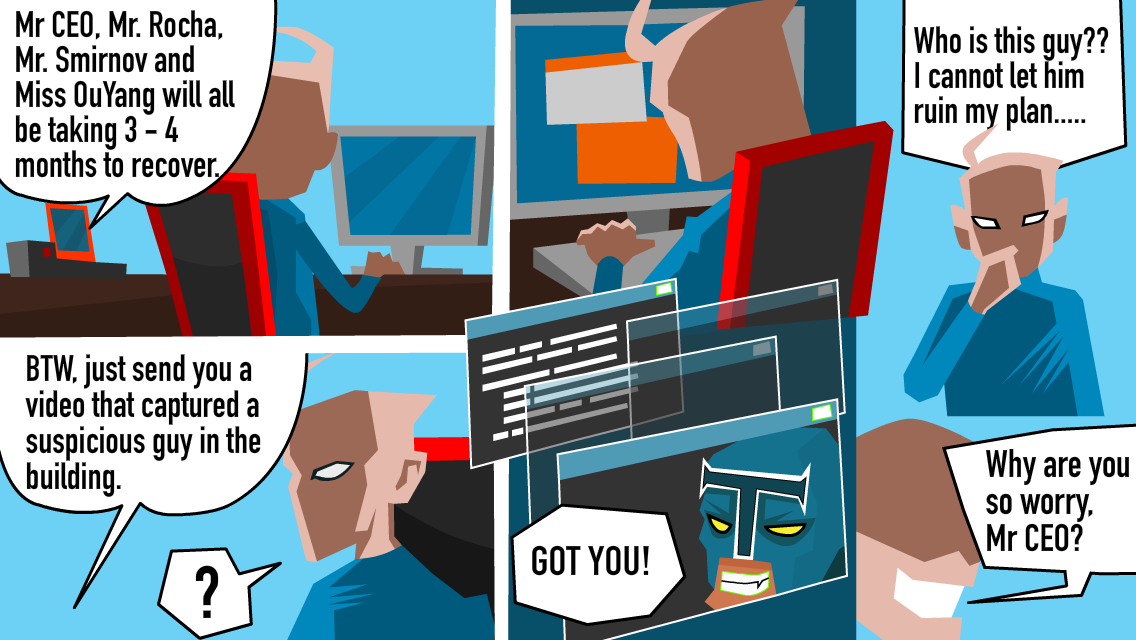 Mr CEO, Mr. Rocha,
Mr. Smirnov and
Miss OuYang will all
be taking 3 - 4
months to recover.
BTW, just send you a
video that captured a
suspicious guy in the
building.
?
GOT YOU!
Who is this guy??
I cannot let him
ruin my plan.....
Why are you
so worry,
Mr CEO?